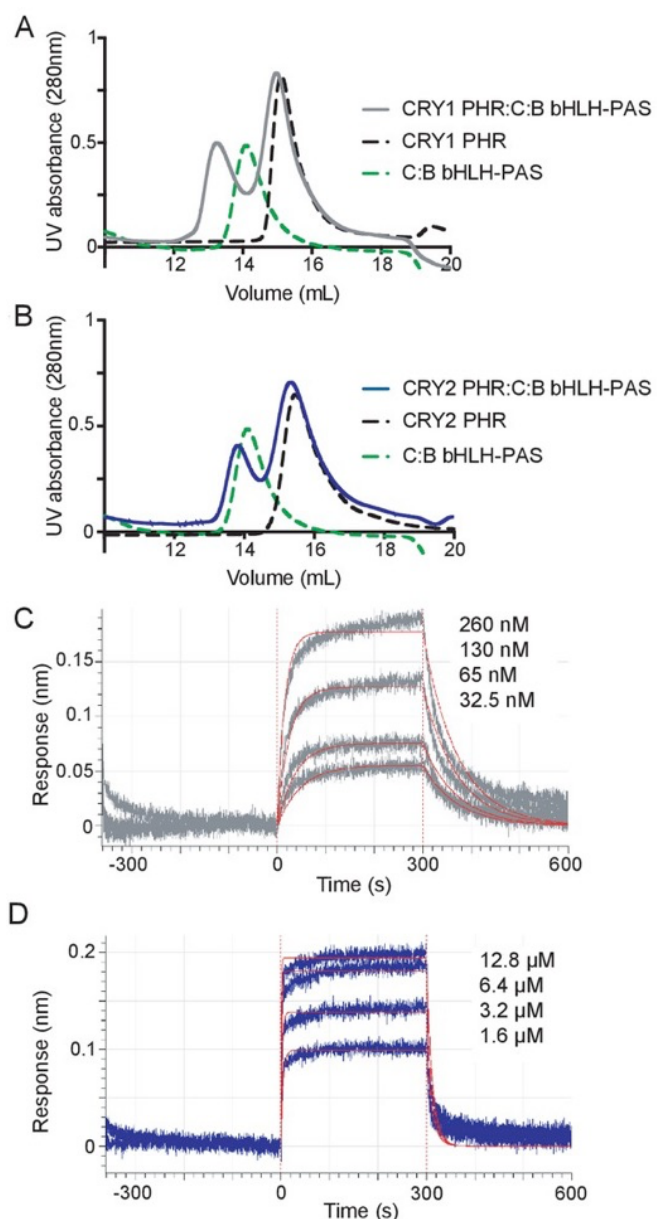 A
UV absorbance (280nm)
1
0.5
0
12 14 16 18 20
Volume (mL)
CRY1 PHR:C:B bHLH-PAS
CRY1 PHR
C:B bHLH-PAS
B
UV absorbance (280nm)
1
0.5
0
12 14 16 18 20
Volume (mL)
CRY2 PHR:C:B bHLH-PAS
CRY2 PHR
C:B bHLH-PAS
C
Response (nm)
0.15
0.1
0.05
0
-300 0 300 600
Time (s)
260 nM
130 nM
65 nM
32.5 nM
D
Response (nm)
0.2
0.1
0
-300 0 300 600
Time (s)
12.8 µM
6.4 µM
3.2 µM
1.6 µM